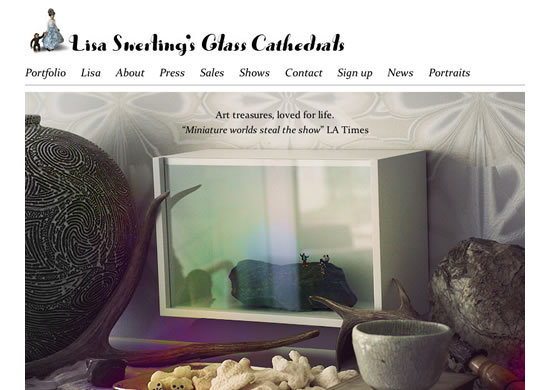 Lisa Swerling's Glass Cathedrals
Portfolio Lisa About Press Sales Shows Contact Sign up News Portraits
Art treasures, loved for life.
“Miniature worlds steal the show” LA Times